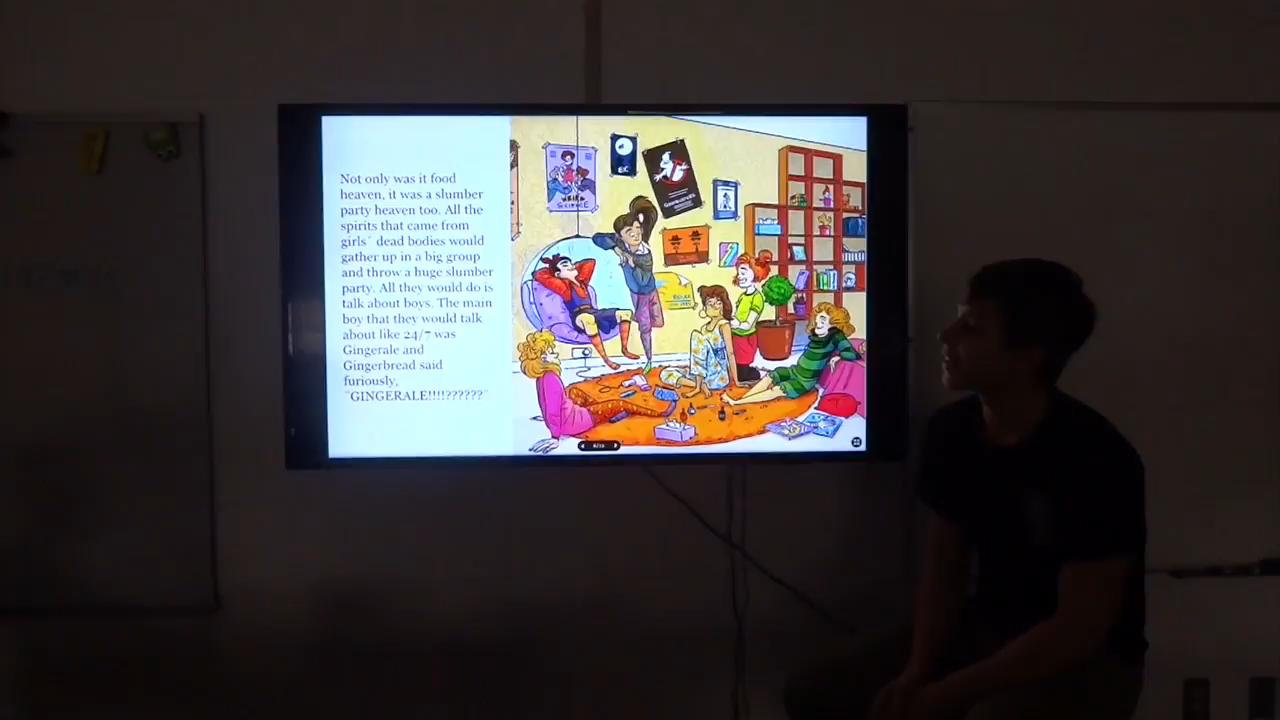 Not only was it food
heaven, it was a slumber
party heaven too. All the
spirits that came from
girls" dead bodies would
gather up in a big group
and throw a huge slumber
party. All they would do is
talk about boys. The main
boy that they would talk
about like 24/7 was
Gingerale and
Gingerbread said
furiously,
"GINGERALE!!!!??????"
WEIRD
SCIENCE